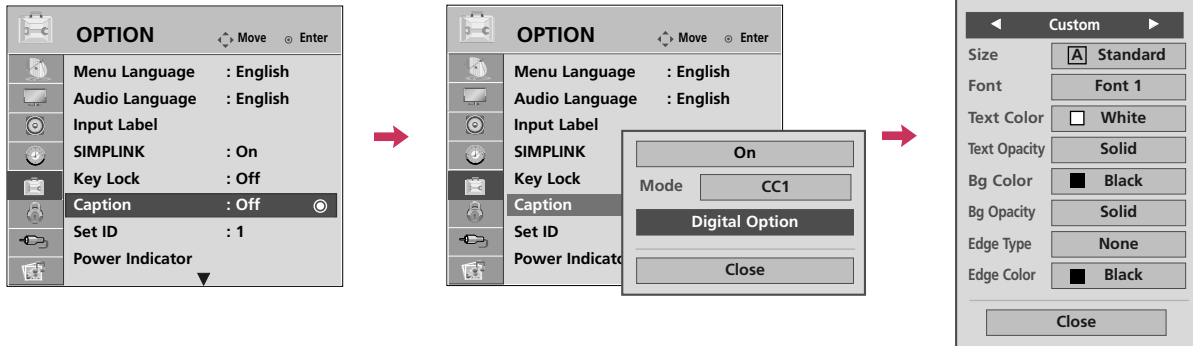 OPTION
Move
Enter
Menu Language : English
Audio Language : English
Input Label
SIMPLINK : On
Key Lock : Off
Caption : Off
Set ID : 1
Power Indicator
OPTION
Move
Enter
Menu Language : English
Audio Language : English
Input Label
SIMPLINK
Key Lock
Caption
Set ID
Power Indicato
On
Mode CC1
Digital Option
Close
Custom
Size A Standard
Font Font 1
Text Color White
Text Opacity Solid
Bg Color Black
Bg Opacity Solid
Edge Type None
Edge Color Black
Close